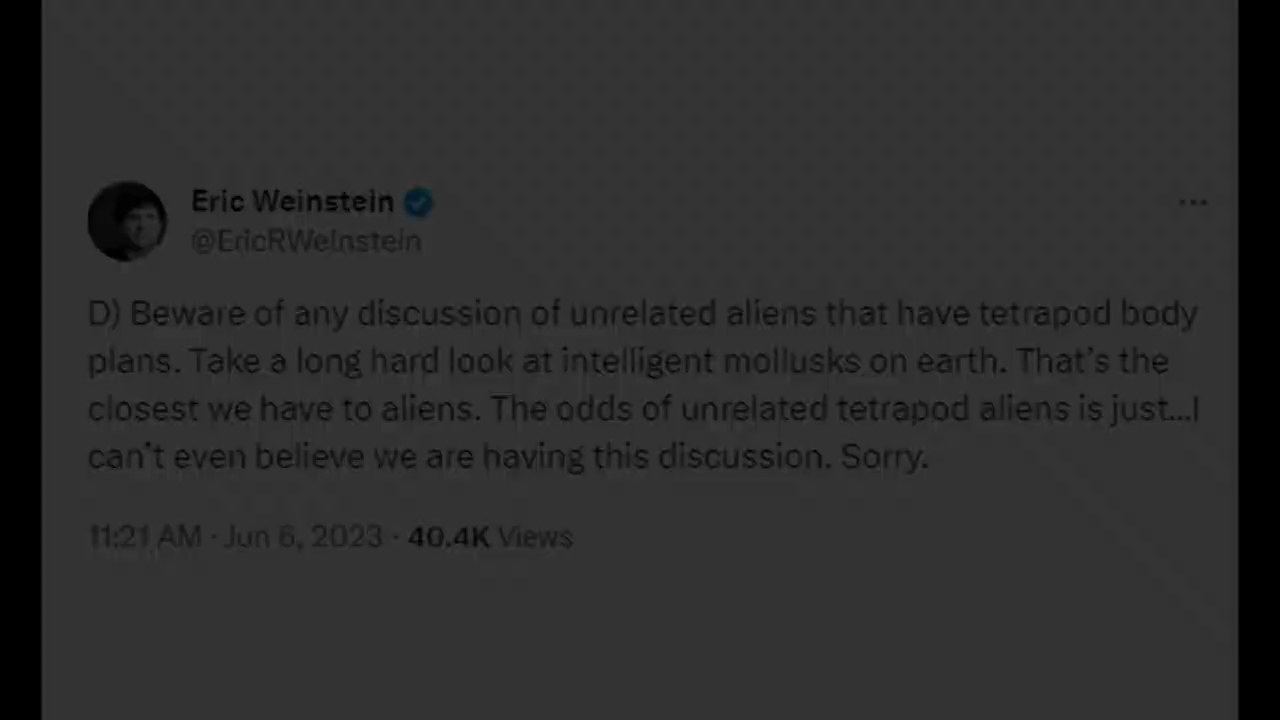 Eric Weinstein
@EricRWeinstein
D) Beware of any discussion of unrelated aliens that have tetrapod body
plans. Take a long hard look at intelligent mollusks on earth. That's the
closest we have to aliens. The odds of unrelated tetrapod aliens is just...I
can't even believe we are having this discussion. Sorry.
11:21 AM · Jun 6, 2023 · 40.4K Views